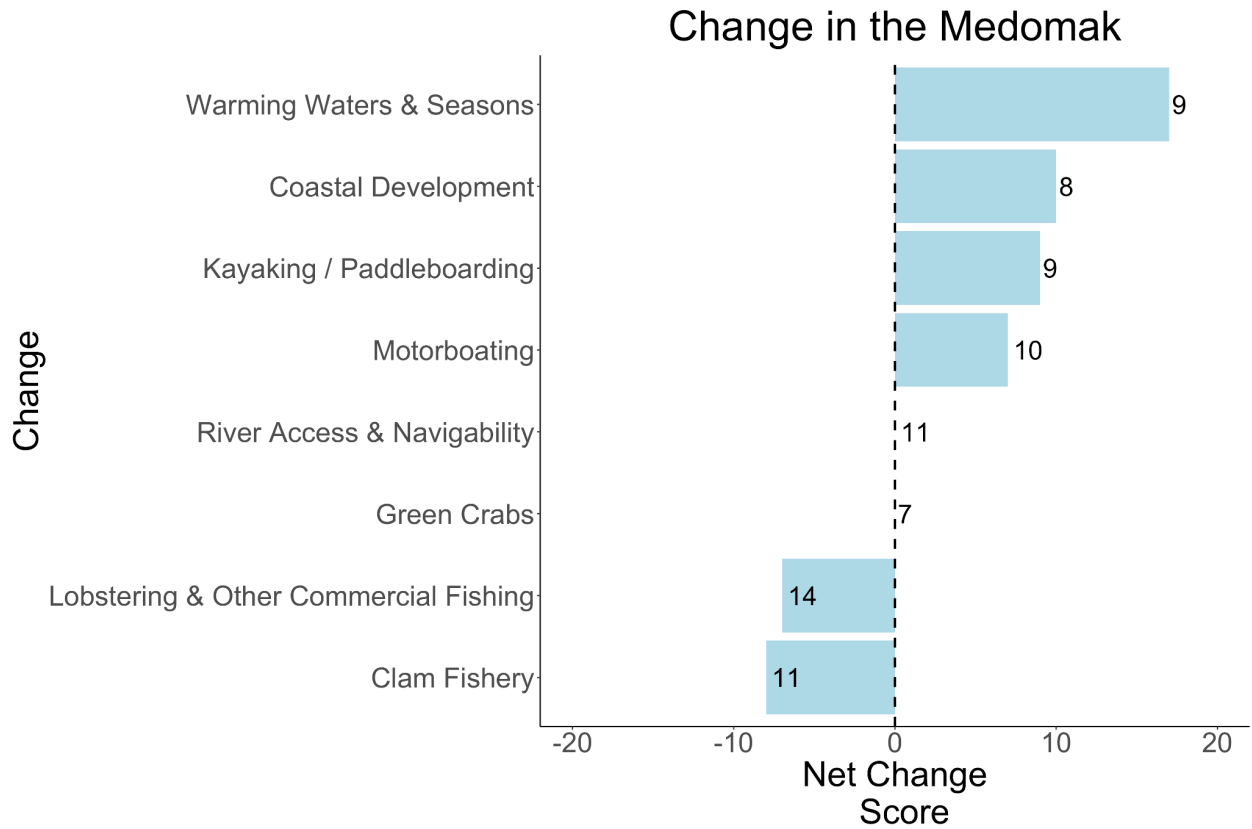 Change in the Medomak
Warming Waters & Seasons
9
Coastal Development
8
Kayaking / Paddleboarding
9
Motorboating
10
River Access & Navigability
11
Green Crabs
7
Lobstering & Other Commercial Fishing
14
Clam Fishery
11
Change
-20 -10 0 10 20
Net Change
Score